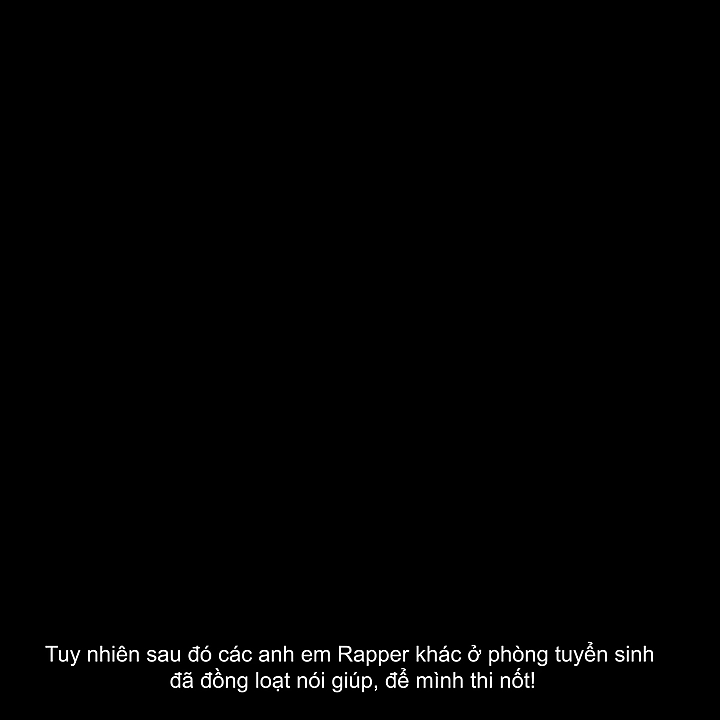 Tuy nhiên sau đó các anh em Rapper khác ở phòng tuyển sinh
đã đồng loạt nói giúp, để mình thi nốt!